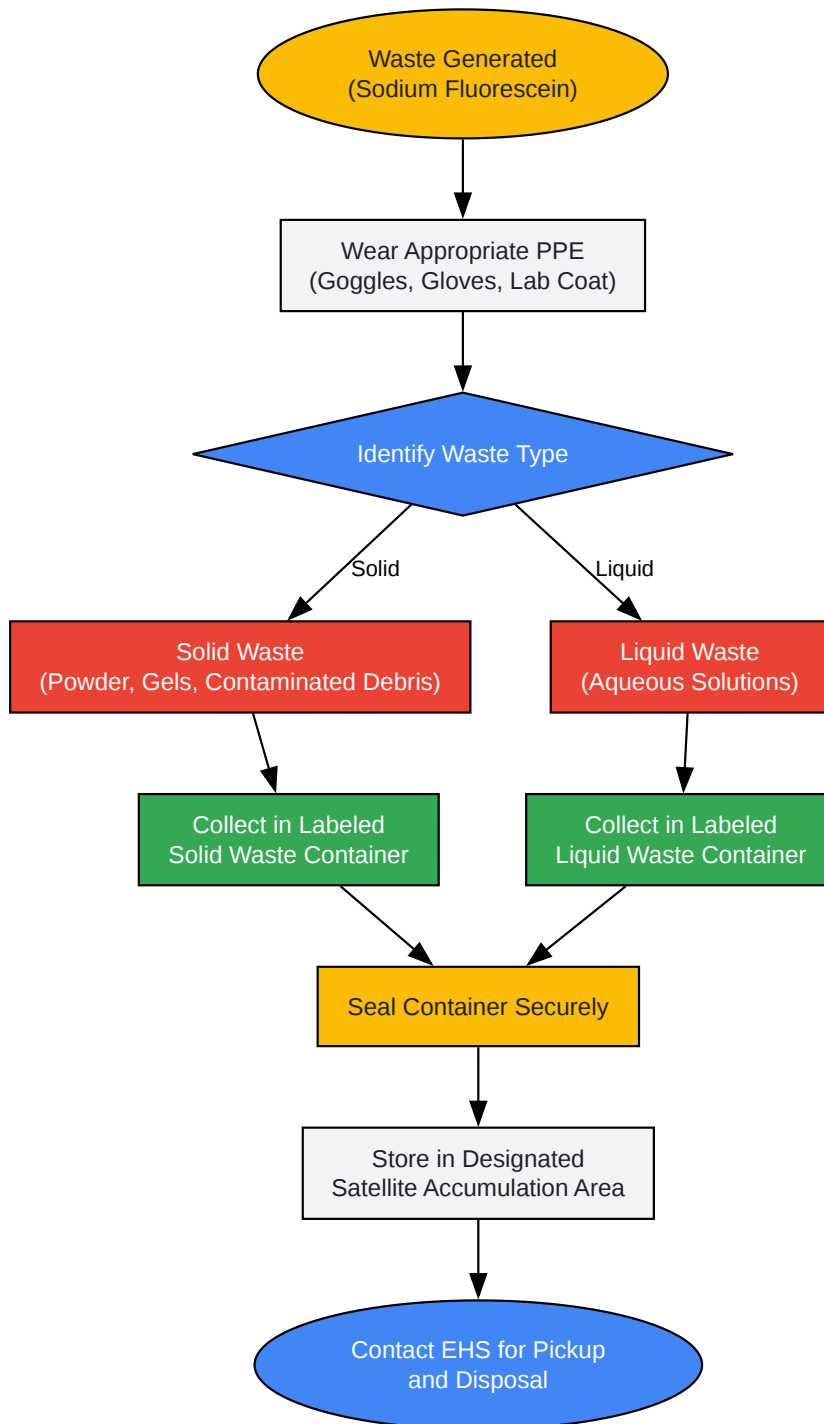 Waste Generated
(Sodium Fluorescein)
Wear Appropriate PPE
(Goggles, Gloves, Lab Coat)
Identify Waste Type
Solid
Liquid
Solid Waste
(Powder, Gels, Contaminated Debris)
Liquid Waste
(Aqueous Solutions)
Collect in Labeled
Solid Waste Container
Collect in Labeled
Liquid Waste Container
Seal Container Securely
Store in Designated
Satellite Accumulation Area
Contact EHS for Pickup
and Disposal